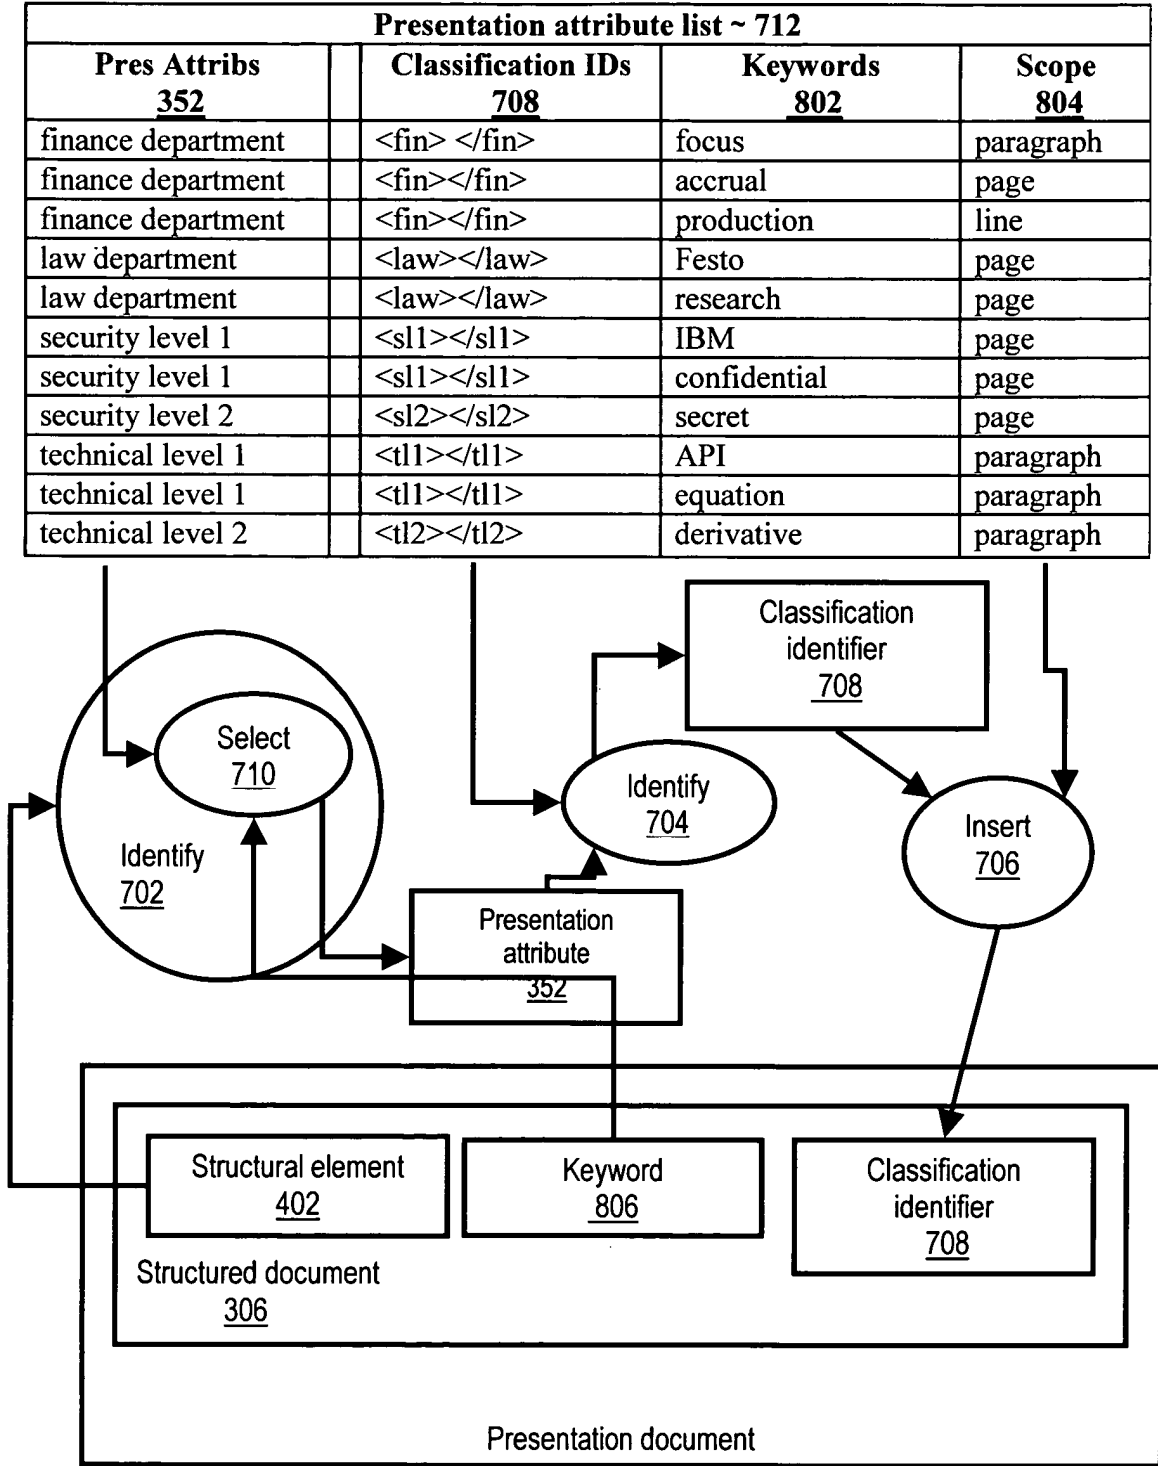 Presentation attribute list ~ 712
Pres Attribs Classification IDs Keywords Scope
352 708 802 804
finance department <fin> </fin> focus paragraph
finance department <fin></fin> accrual page
finance department <fin></fin> production line
law department <law></law> Festo page
law department <law></law> research page
security level 1 <sl1></sl1> IBM page
security level 1 <sl1></sl1> confidential page
security level 2 <sl2></sl2> secret page
technical level 1 <tl1></tl1> API paragraph
technical level 1 <tl1></tl1> equation paragraph
technical level 2 <tl2></tl2> derivative paragraph
Classification
identifier
708
Select
710
Identify
704
Insert
706
Identify
702
Presentation
attribute
352
Structural element
402
Keyword
806
Classification
identifier
708
Structured document
306
Presentation document